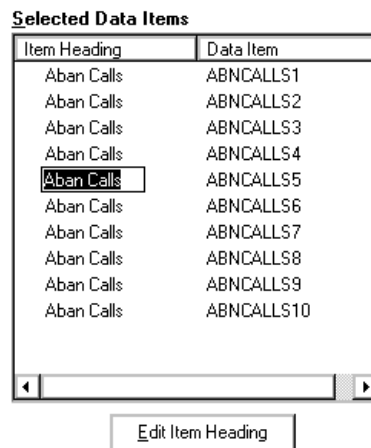 Selected Data Items
Item Heading Data Item
Aban Calls ABNCALLS1
Aban Calls ABNCALLS2
Aban Calls ABNCALLS3
Aban Calls ABNCALLS4
Aban Calls ABNCALLS5
Aban Calls ABNCALLS6
Aban Calls ABNCALLS7
Aban Calls ABNCALLS8
Aban Calls ABNCALLS9
Aban Calls ABNCALLS10
Edit Item Heading